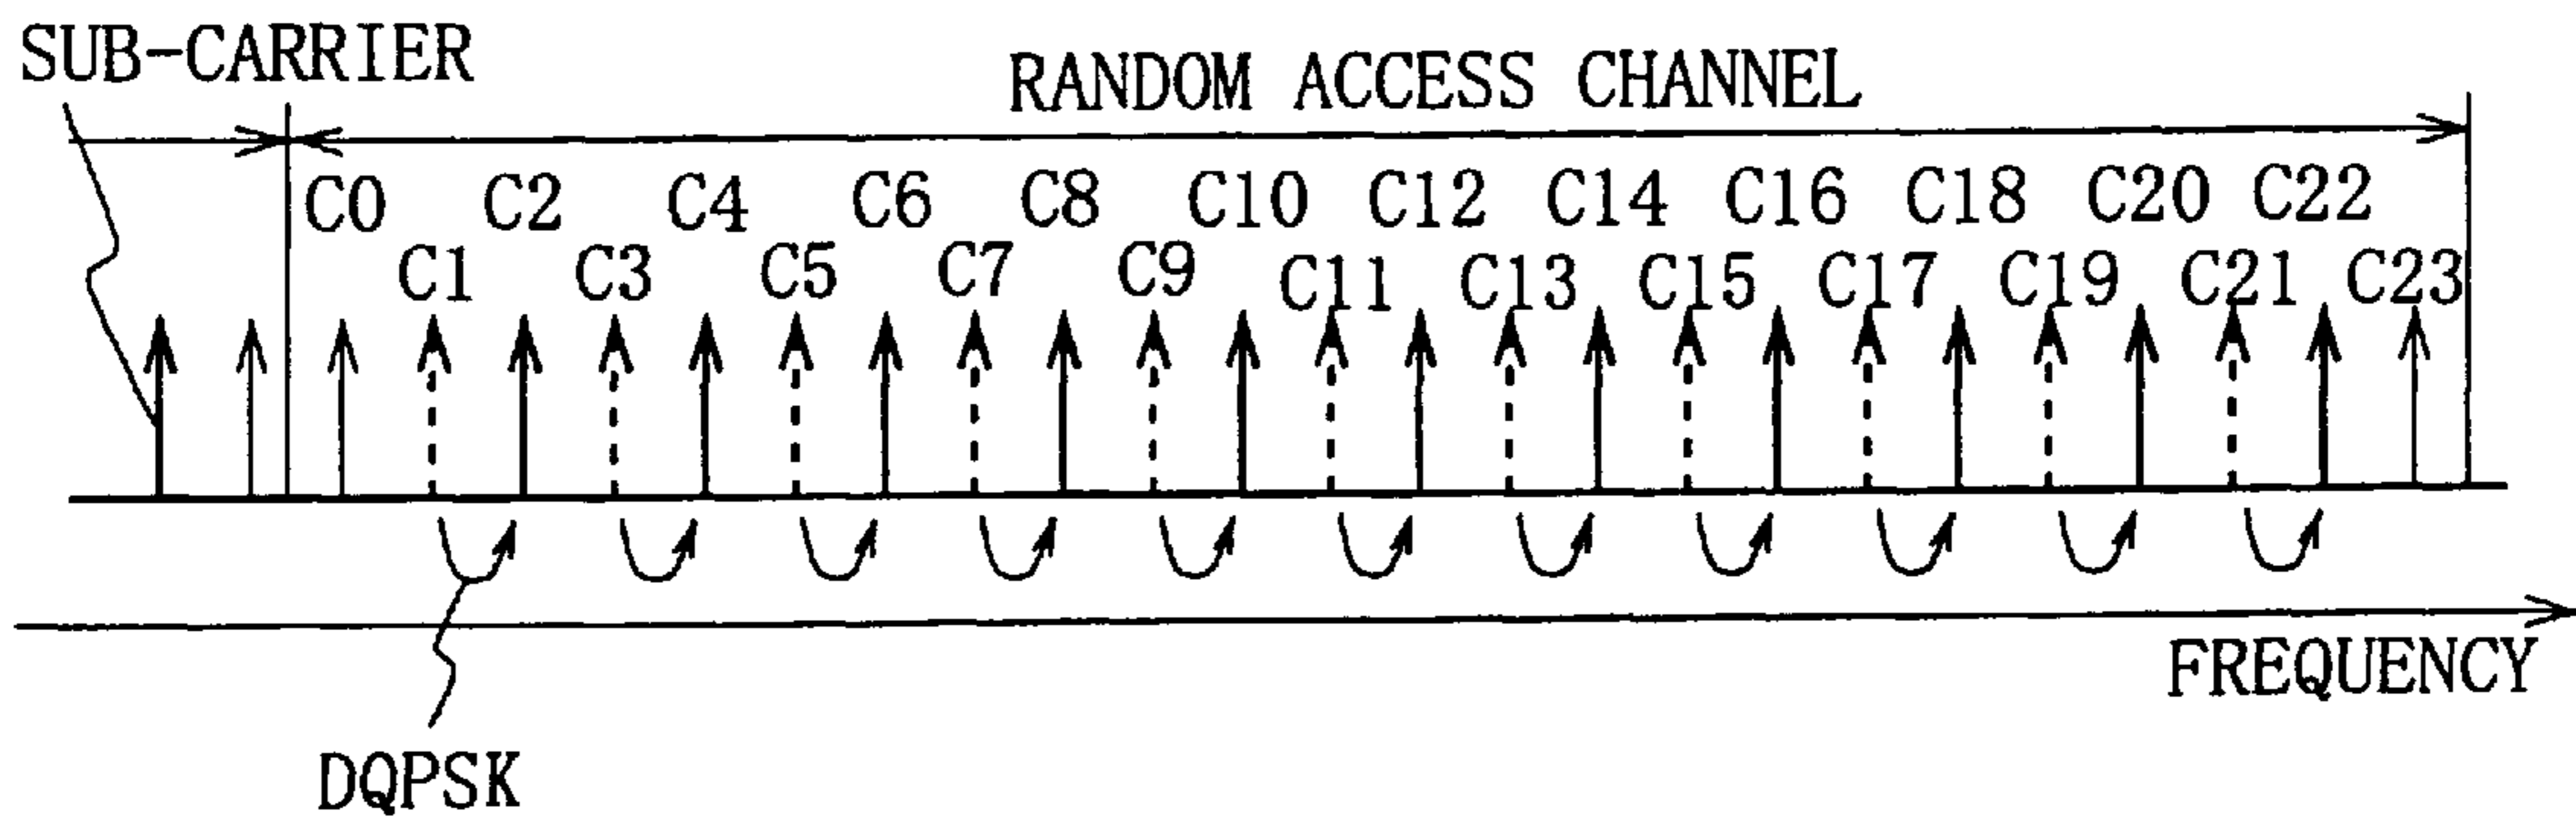 SUB-CARRIER
RANDOM ACCESS CHANNEL
C0 C2 C4 C6 C8 C10 C12 C14 C16 C18 C20 C22
C1 C3 C5 C7 C9 C11 C13 C15 C17 C19 C21 C23
FREQUENCY
DQPSK